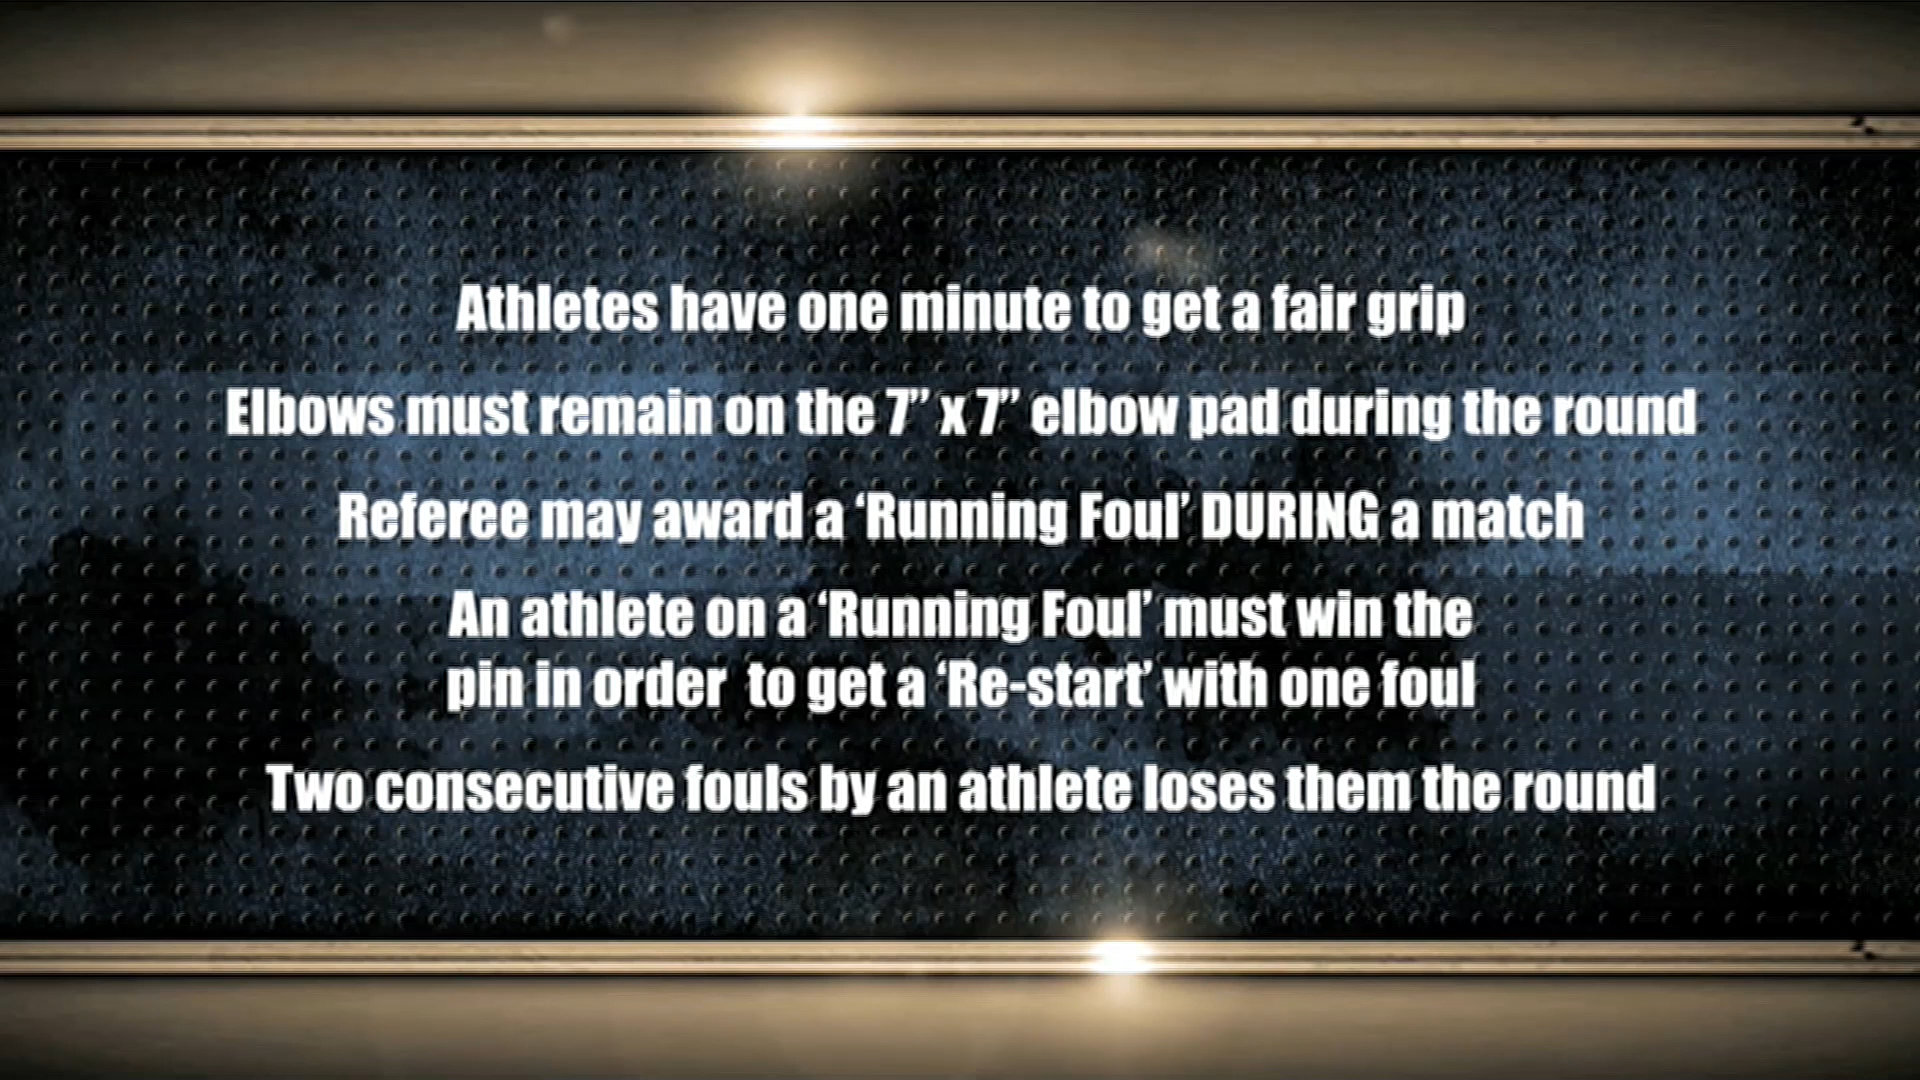 Athletes have one minute to get a fair grip
Elbows must remain on the 7” x 7” elbow pad during the round
Referee may award a ‘Running Foul’ DURING a match
An athlete on a ‘Running Foul’ must win the
pin in order to get a ‘Re-start’ with one foul
Two consecutive fouls by an athlete loses them the round